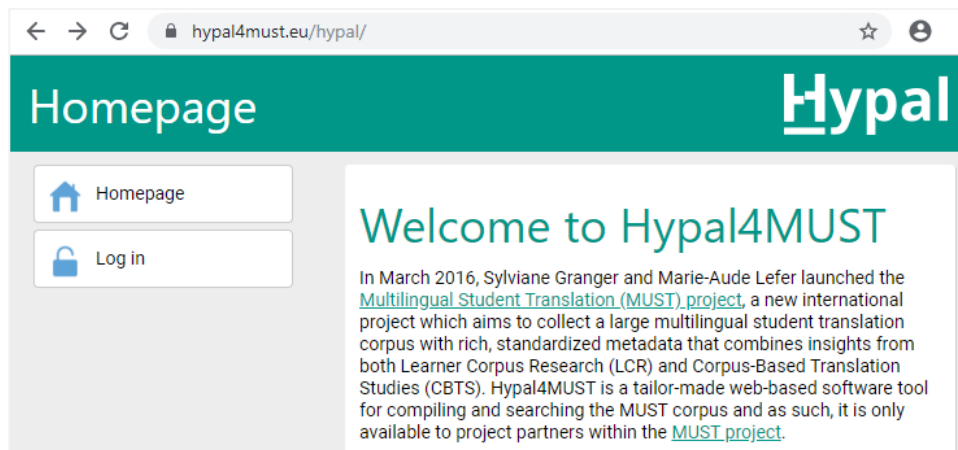 hypal4must.eu/hypal/
Homepage
Hypal
Homepage
Log in
Welcome to Hypal4MUST
In March 2016, Sylviane Granger and Marie-Aude Lefer launched the
Multilingual Student Translation (MUST) project, a new international
project which aims to collect a large multilingual student translation
corpus with rich, standardized metadata that combines insights from
both Learner Corpus Research (LCR) and Corpus-Based Translation
Studies (CBTS). Hypal4MUST is a tailor-made web-based software tool
for compiling and searching the MUST corpus and as such, it is only
available to project partners within the MUST project.